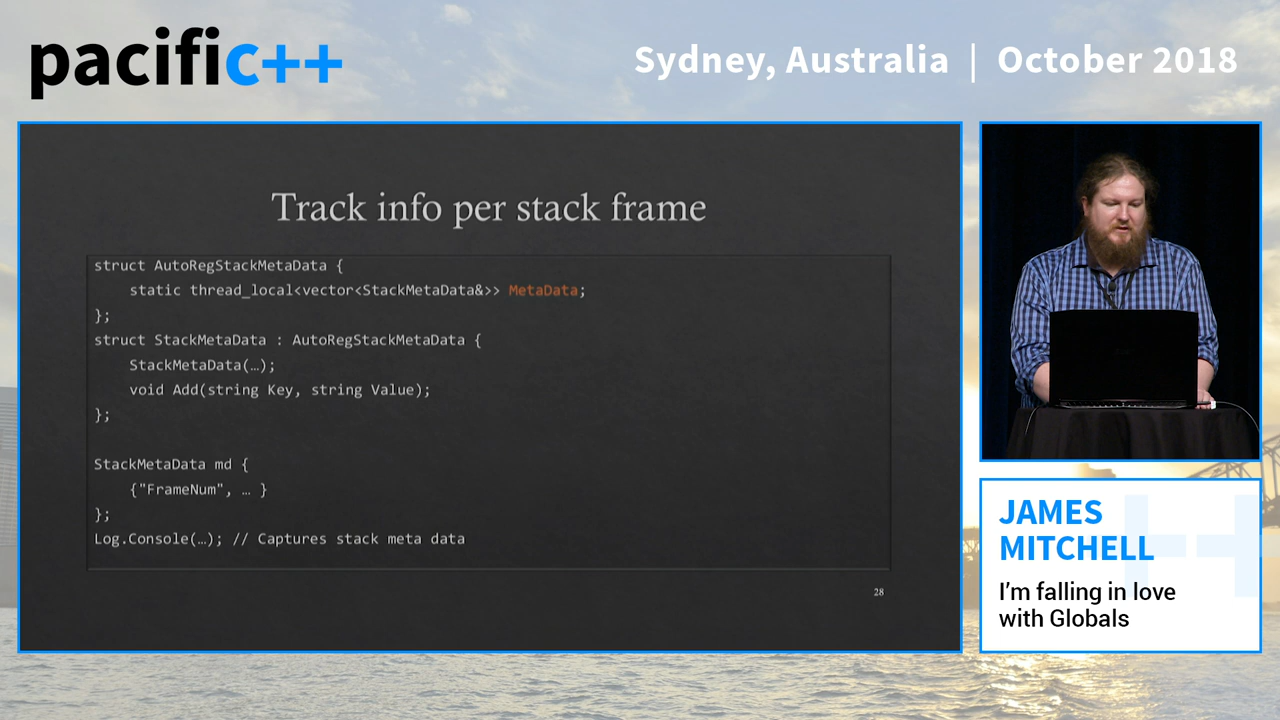 pacific++
Sydney, Australia | October 2018
Track info per stack frame
struct AutoRegStackMetaData {
static thread_local<vector<StackMetaData&>> MetaData;
};
struct StackMetaData : AutoRegStackMetaData {
StackMetaData(…);
void Add(string Key, string Value);
};
StackMetaData md {
{"FrameNum", … }
};
Log.Console(…); // Captures stack meta data
28
JAMES
MITCHELL
I'm falling in love
with Globals